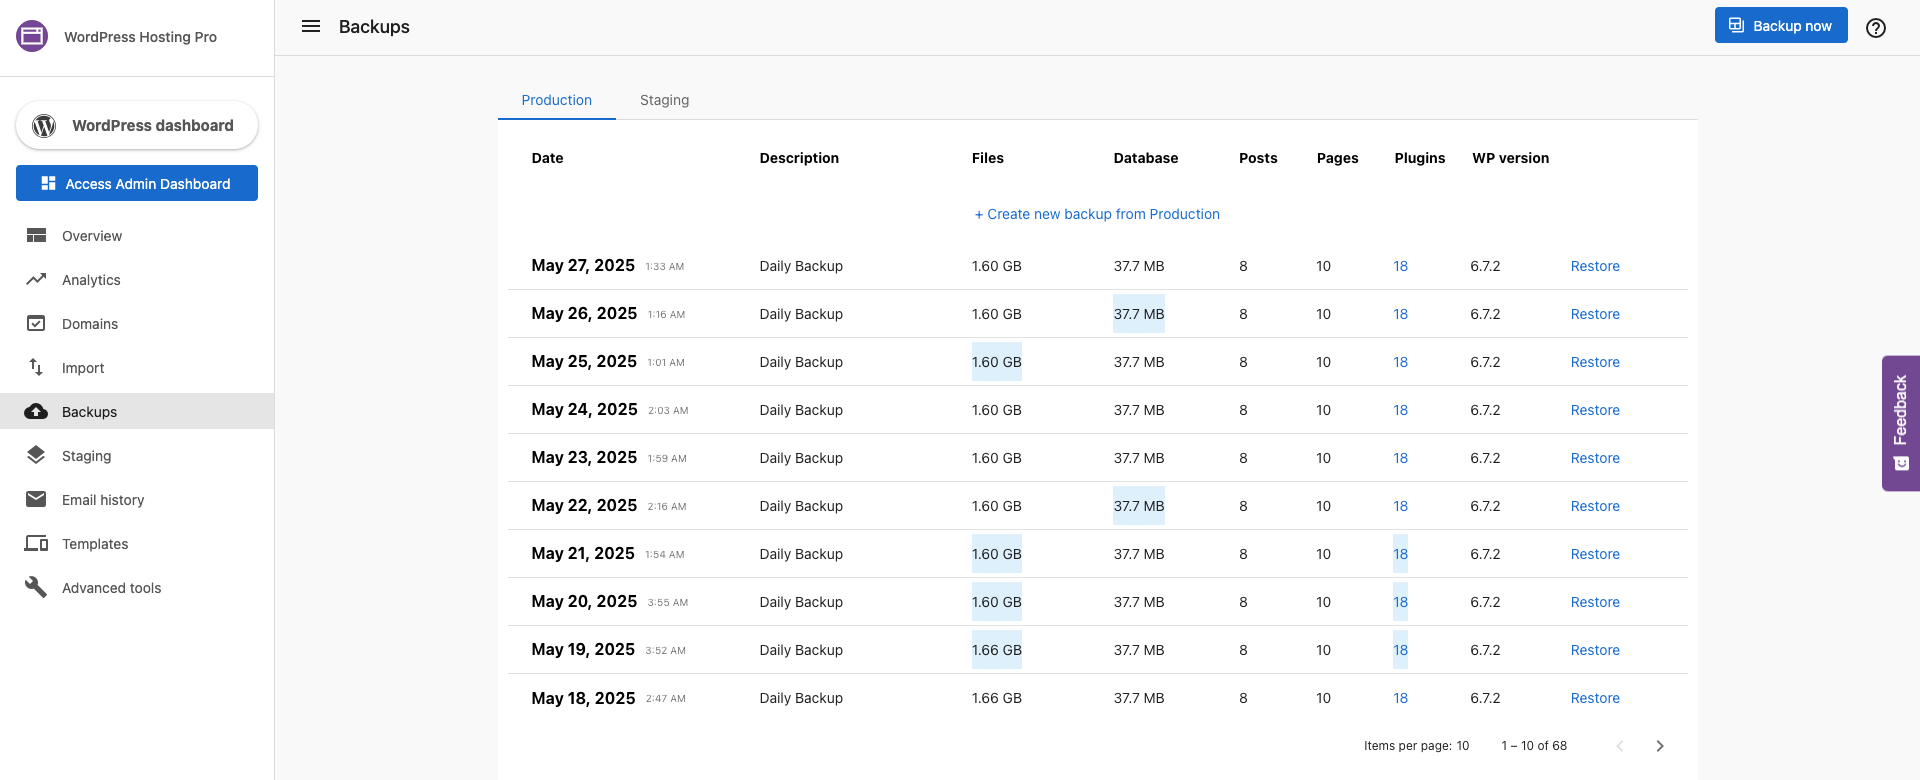 WordPress Hosting Pro
Backups
Backup now
WordPress dashboard
Access Admin Dashboard
Overview
Analytics
Domains
Import
Backups
Staging
Email history
Templates
Advanced tools
Production Staging
Date Description Files Database Posts Pages Plugins WP version
+ Create new backup from Production
May 27, 2025 1:33 AM Daily Backup 1.60 GB 37.7 MB 8 10 18 6.7.2 Restore
May 26, 2025 1:16 AM Daily Backup 1.60 GB 37.7 MB 8 10 18 6.7.2 Restore
May 25, 2025 1:01 AM Daily Backup 1.60 GB 37.7 MB 8 10 18 6.7.2 Restore
May 24, 2025 2:03 AM Daily Backup 1.60 GB 37.7 MB 8 10 18 6.7.2 Restore
May 23, 2025 1:59 AM Daily Backup 1.60 GB 37.7 MB 8 10 18 6.7.2 Restore
May 22, 2025 2:16 AM Daily Backup 1.60 GB 37.7 MB 8 10 18 6.7.2 Restore
May 21, 2025 1:54 AM Daily Backup 1.60 GB 37.7 MB 8 10 18 6.7.2 Restore
May 20, 2025 3:55 AM Daily Backup 1.60 GB 37.7 MB 8 10 18 6.7.2 Restore
May 19, 2025 3:52 AM Daily Backup 1.66 GB 37.7 MB 8 10 18 6.7.2 Restore
May 18, 2025 2:47 AM Daily Backup 1.66 GB 37.7 MB 8 10 18 6.7.2 Restore
Items per page: 10 1 – 10 of 68
Feedback